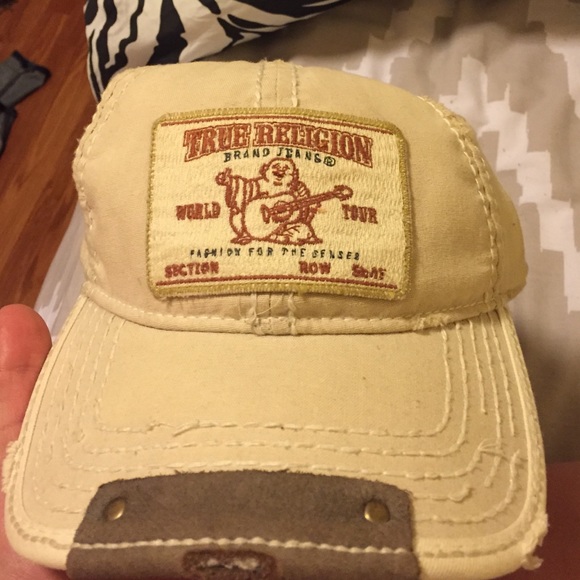 TRUE RELIGION
BRAND JEANS®
WORLD TOUR
FASHION FOR THE SENSES
SECTION ROW SEAT